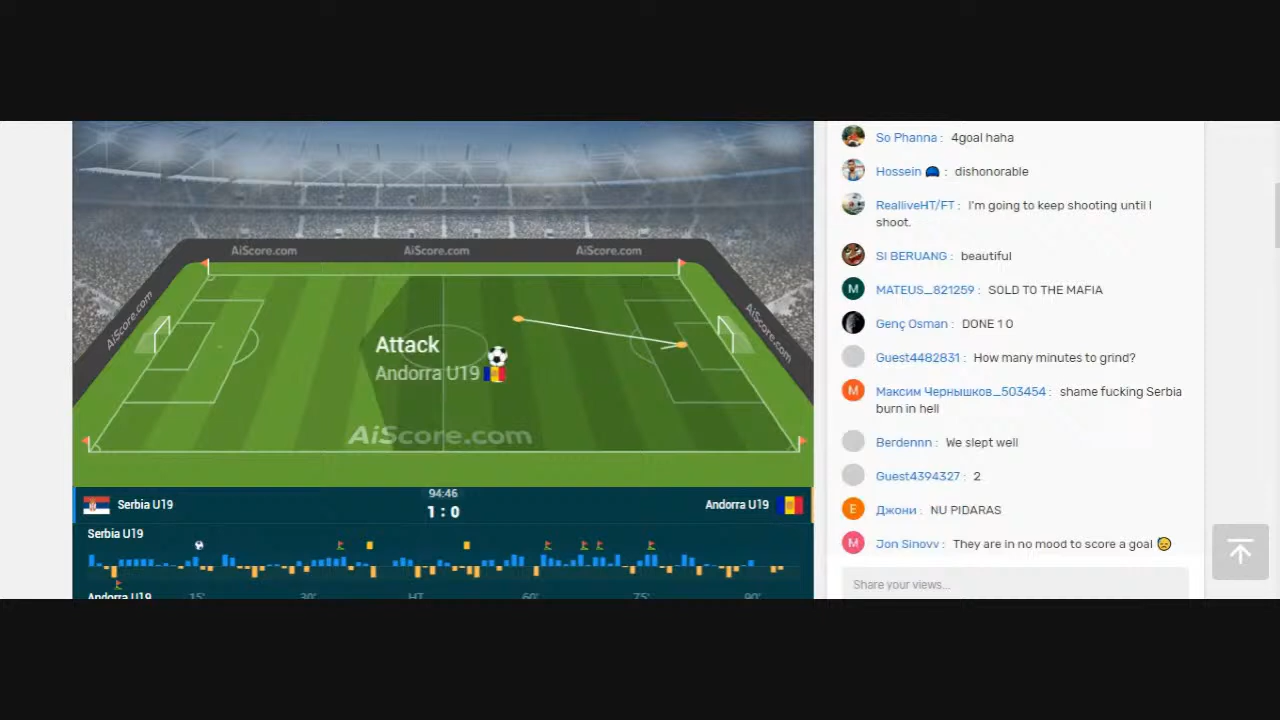 So Phanna : 4goal haha
Hossein : dishonorable
RealliveHT/FT : I'm going to keep shooting until I
shoot.
SI BERUANG : beautiful
MATEUS_821259 : SOLD TO THE MAFIA
Genç Osman : DONE 1 0
Guest4482831 : How many minutes to grind?
Максим Чернышков_503454 : shame fucking Serbia
burn in hell
Berdennn : We slept well
Guest4394327 : 2
Джони : NU PIDARAS
Jon Sinovv : They are in no mood to score a goal
Share your views...
M
M
E
M
AiScore.com
AiScore.com
AiScore.com
AiScore.com
AiScore.com
Attack
Andorra U19
AiScore.com
Serbia U19
94:46
1 : 0
Andorra U19
Serbia U19
Andorra U19
15'
30'
HT
60'
75'
90'